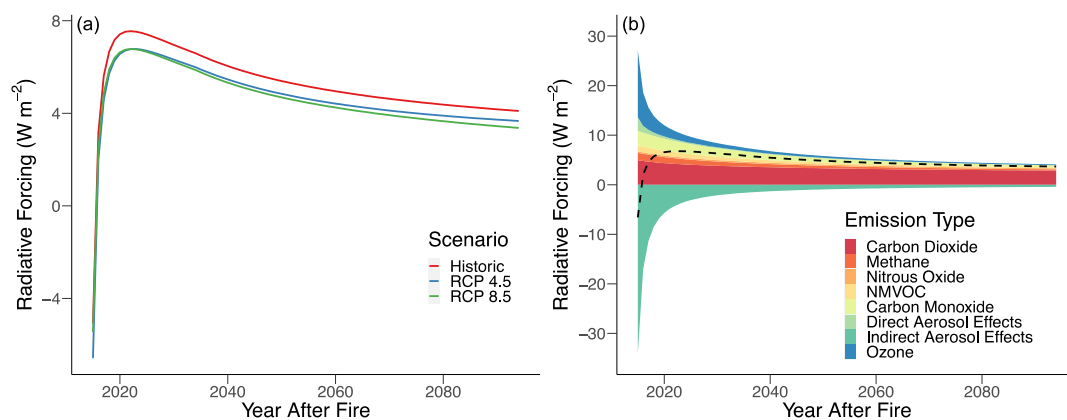 (a)
8
4
0
−4
Radiative Forcing (W m−2)
2020 2040 2060 2080
Year After Fire
Scenario
Historic
RCP 4.5
RCP 8.5
(b)
30
20
10
0
−10
−20
−30
Radiative Forcing (W m−2)
2020 2040 2060 2080
Year After Fire
Emission Type
Carbon Dioxide
Methane
Nitrous Oxide
NMVOC
Carbon Monoxide
Direct Aerosol Effects
Indirect Aerosol Effects
Ozone